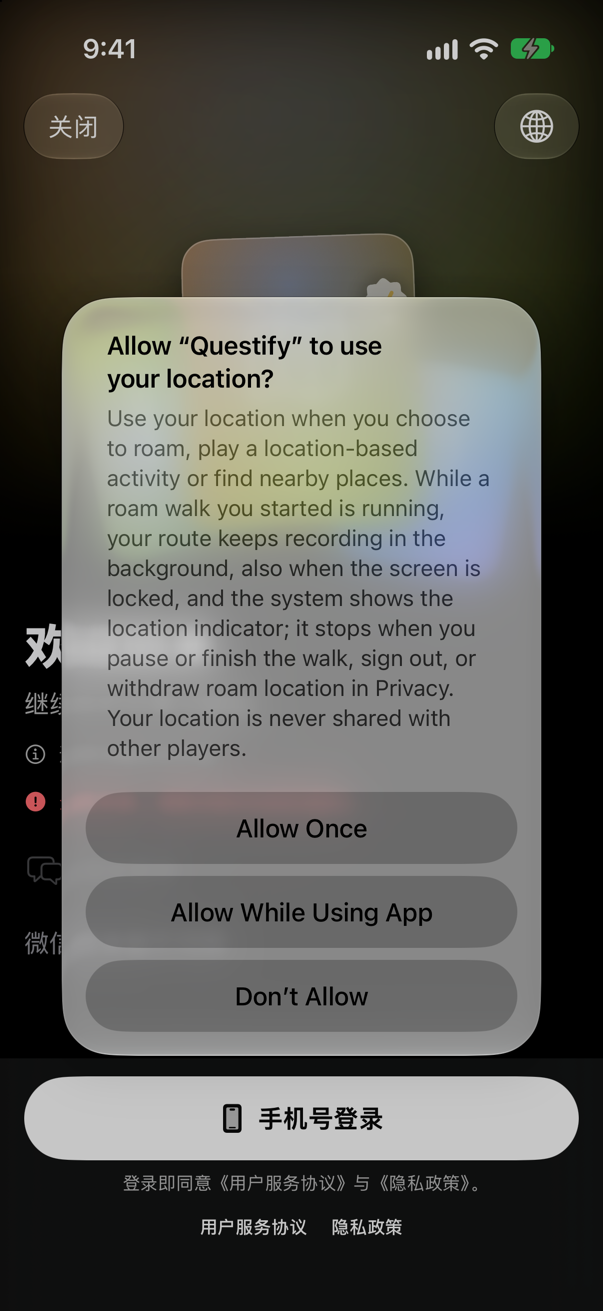 9:41
关闭
Allow “Questify” to use
your location?
Use your location when you choose
to roam, play a location-based
activity or find nearby places. While a
roam walk you started is running,
your route keeps recording in the
background, also when the screen is
locked, and the system shows the
location indicator; it stops when you
pause or finish the walk, sign out, or
withdraw roam location in Privacy.
Your location is never shared with
other players.
Allow Once
Allow While Using App
Don’t Allow
手机号登录
登录即同意《用户服务协议》与《隐私政策》。
用户服务协议 隐私政策